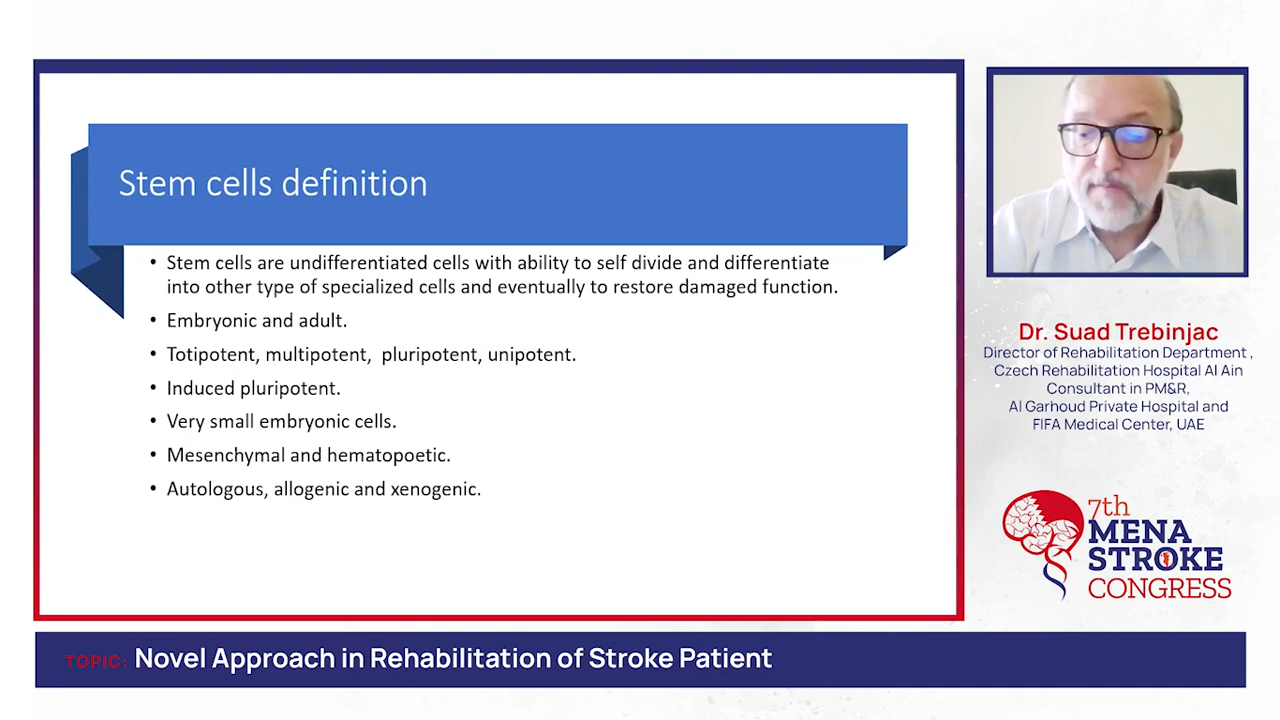 Stem cells definition
• Stem cells are undifferentiated cells with ability to self divide and differentiate
into other type of specialized cells and eventually to restore damaged function.
• Embryonic and adult.
• Totipotent, multipotent, pluripotent, unipotent.
• Induced pluripotent.
• Very small embryonic cells.
• Mesenchymal and hematopoetic.
• Autologous, allogenic and xenogenic.
Dr. Suad Trebinjac
Director of Rehabilitation Department ,
Czech Rehabilitation Hospital Al Ain
Consultant in PM&R,
Al Garhoud Private Hospital and
FIFA Medical Center, UAE
7th
MENA
STROKE
CONGRESS
TOPIC: Novel Approach in Rehabilitation of Stroke Patient